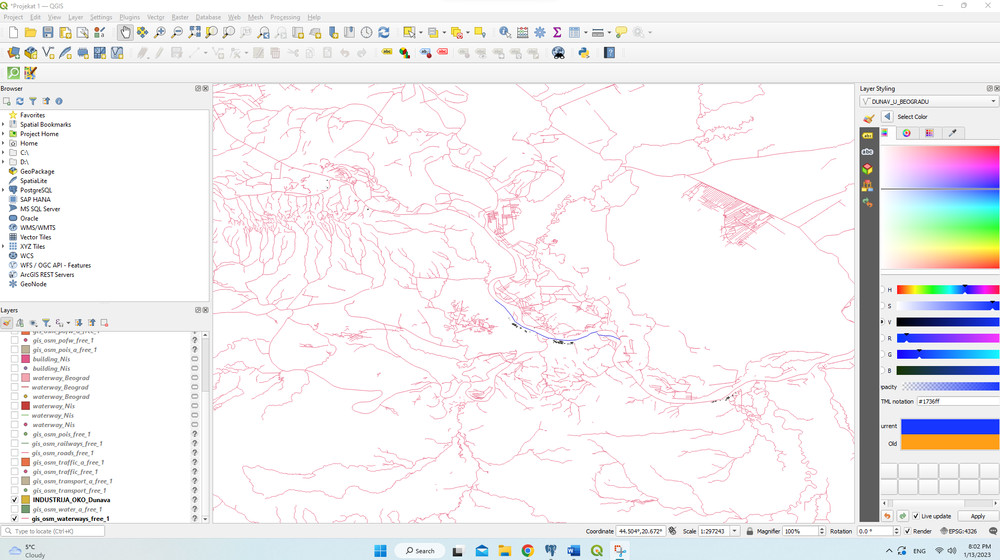 *Projekat 1 — QGIS
Project Edit View Layer Settings Plugins Vector Raster Database Web Mesh Processing Help
Browser
Favorites
Spatial Bookmarks
Project Home
Home
C:\
D:\
GeoPackage
SpatiaLite
PostgreSQL
SAP HANA
MS SQL Server
Oracle
WMS/WMTS
Vector Tiles
XYZ Tiles
WCS
WFS / OGC API - Features
ArcGIS REST Servers
GeoNode
Layers
gis_osm_pofw_a_free_1
gis_osm_pofw_free_1
gis_osm_pois_a_free_1
building_Nis
building_Nis
waterway_Beograd
waterway_Beograd
waterway_Beograd
waterway_Nis
waterway_Nis
waterway_Nis
gis_osm_pois_free_1
gis_osm_railways_free_1
gis_osm_roads_free_1
gis_osm_traffic_a_free_1
gis_osm_traffic_free_1
gis_osm_transport_a_free_1
gis_osm_transport_free_1
INDUSTRIJA_OKO_Dunava
gis_osm_water_a_free_1
gis_osm_waterways_free_1
Layer Styling
DUNAV_U_BEOGRADU
Select Color
H
S
V
R
G
B
pacity
TML notation #1736ff
urrent
Old
Live update Apply
Type to locate (Ctrl+K) Coordinate 44.504°,20.672° Scale 1:297243 Magnifier 100% Rotation 0.0 ° Render EPSG:4326
5°C
Cloudy
Search
ENG
8:02 PM
1/13/2023